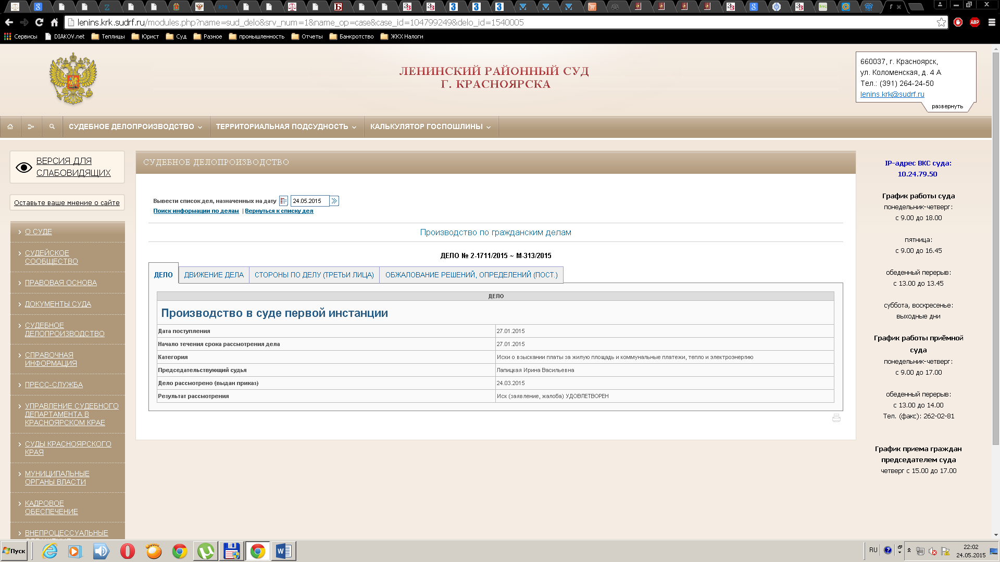 lenins.krk.sudrf.ru/modules.php?name=sud_delo&srv_num=1&name_op=case&case_id=104799249&delo_id=1540005
Сервисы DIAKOV.net Теплицы Юрист Суд Разное промышленность Отчеты Банкротство ЖКХ Налоги
ЛЕНИНСКИЙ РАЙОННЫЙ СУД
Г. КРАСНОЯРСКА
660037, г. Красноярск,
ул. Коломенская, д. 4 А
Тел.: (391) 264-24-50
lenins.krk@sudrf.ru
развернуть
СУДЕБНОЕ ДЕЛОПРОИЗВОДСТВО ТЕРРИТОРИАЛЬНАЯ ПОДСУДНОСТЬ КАЛЬКУЛЯТОР ГОСПОШЛИНЫ
ВЕРСИЯ ДЛЯ
СЛАБОВИДЯЩИХ
Оставьте ваше мнение о сайте
О СУДЕ
СУДЕЙСКОЕ
СООБЩЕСТВО
ПРАВОВАЯ ОСНОВА
ДОКУМЕНТЫ СУДА
СУДЕБНОЕ
ДЕЛОПРОИЗВОДСТВО
СПРАВОЧНАЯ
ИНФОРМАЦИЯ
ПРЕСС-СЛУЖБА
УПРАВЛЕНИЕ СУДЕБНОГО
ДЕПАРТАМЕНТА В
КРАСНОЯРСКОМ КРАЕ
СУДЫ КРАСНОЯРСКОГО
КРАЯ
МУНИЦИПАЛЬНЫЕ
ОРГАНЫ ВЛАСТИ
КАДРОВОЕ
ОБЕСПЕЧЕНИЕ
ВНЕПРОЦЕССУАЛЬНЫЕ
СУДЕБНОЕ ДЕЛОПРОИЗВОДСТВО
Вывести список дел, назначенных на дату 24.05.2015
Поиск информации по делам | Вернуться к списку дел
Производство по гражданским делам
ДЕЛО № 2-1711/2015 ~ М-313/2015
ДЕЛО ДВИЖЕНИЕ ДЕЛА СТОРОНЫ ПО ДЕЛУ (ТРЕТЬИ ЛИЦА) ОБЖАЛОВАНИЕ РЕШЕНИЙ, ОПРЕДЕЛЕНИЙ (ПОСТ.)
ДЕЛО
Производство в суде первой инстанции
Дата поступления 27.01.2015
Начало течения срока рассмотрения дела 27.01.2015
Категория Иски о взыскании платы за жилую площадь и коммунальные платежи, тепло и электроэнергию
Председательствующий судья Лапицкая Ирина Васильевна
Дело рассмотрено (выдан приказ) 24.03.2015
Результат рассмотрения Иск (заявление, жалоба) УДОВЛЕТВОРЕН
IP-адрес ВКС суда:
10.24.79.50
График работы суда
понедельник-четверг:
с 9.00 до 18.00
пятница:
с 9.00 до 16.45
обеденный перерыв:
с 13.00 до 13.45
суббота, воскресенье:
выходные дни
График работы приёмной
суда
понедельник-четверг:
с 9.00 до 17.00
обеденный перерыв:
с 13.00 до 14.00
Тел. (факс): 262-02-81
График приема граждан
председателем суда
четверг с 15.00 до 17.00
Пуск
RU
22:02
24.05.2015